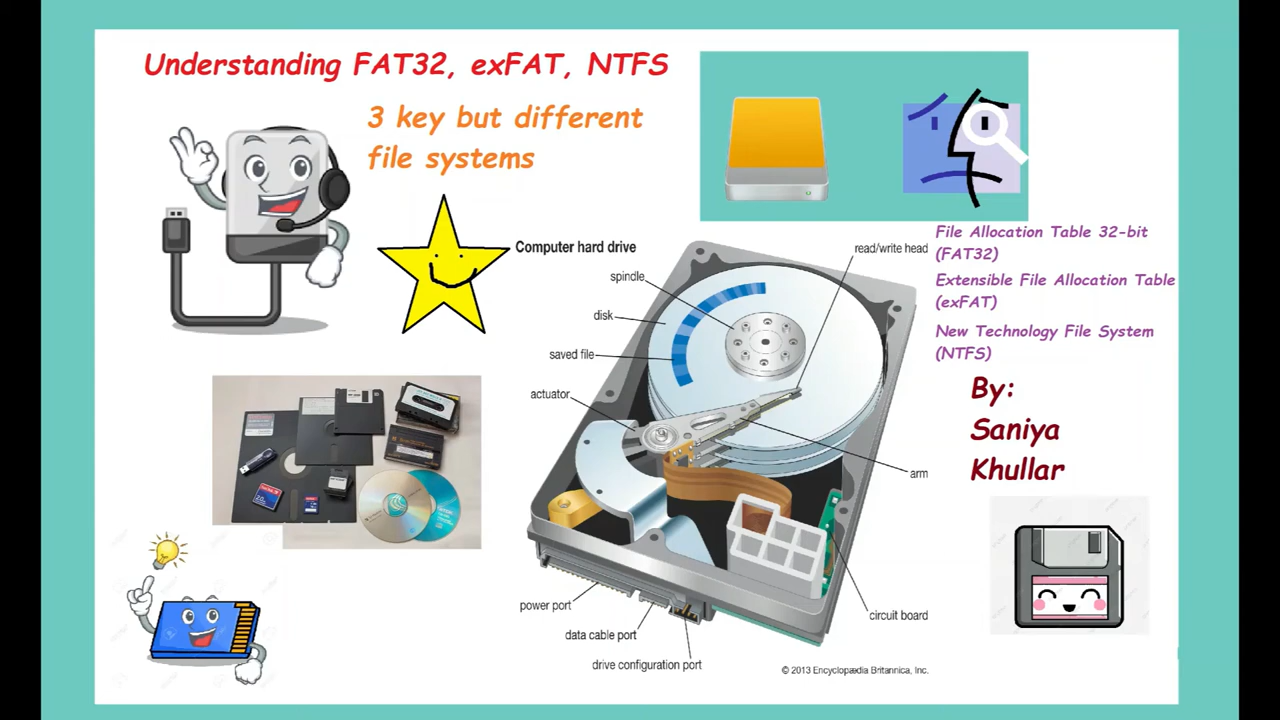 Understanding FAT32, exFAT, NTFS
3 key but different
file systems
File Allocation Table 32-bit
(FAT32)
Extensible File Allocation Table
(exFAT)
New Technology File System
(NTFS)
By:
Saniya
Khullar
Computer hard drive
read/write head
spindle
disk
saved file
actuator
arm
power port
data cable port
drive configuration port
circuit board
© 2013 Encyclopædia Britannica, Inc.